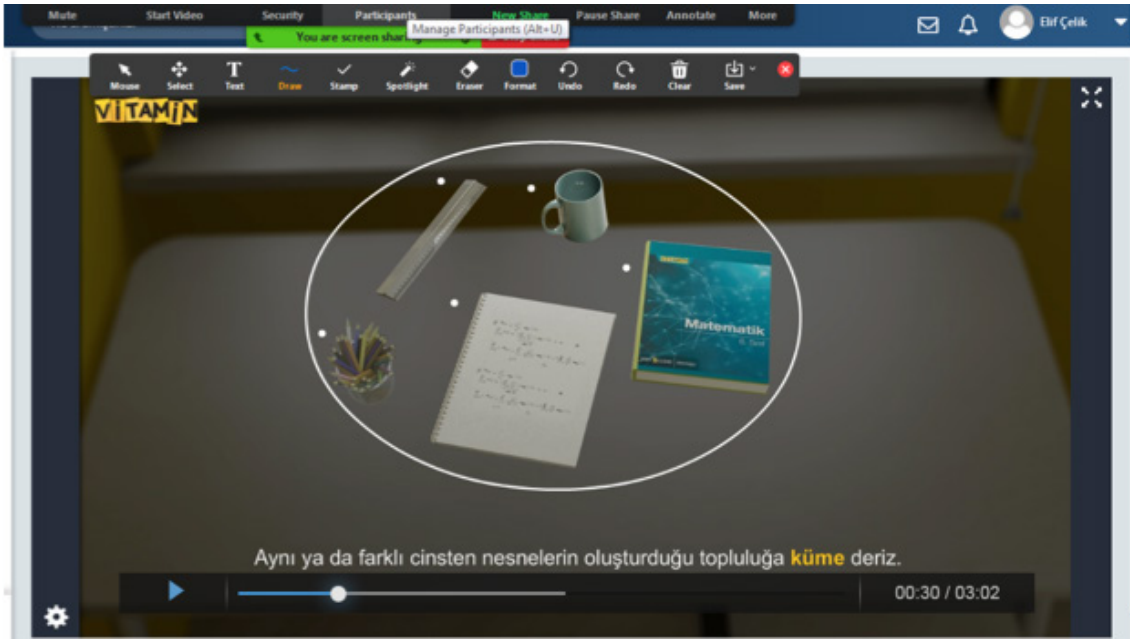 Mute Start Video Security Participants New Share Pause Share Annotate More
Elif Çelik
Manage Participants (Alt+U)
You are screen
Mouse Select Text Draw Stamp Spotlight Eraser Format Undo Redo Clear Save
VİTAMİN
Matematik
Aynı ya da farklı cinsten nesnelerin oluşturduğu topluluğa küme deriz.
00:30 / 03:02